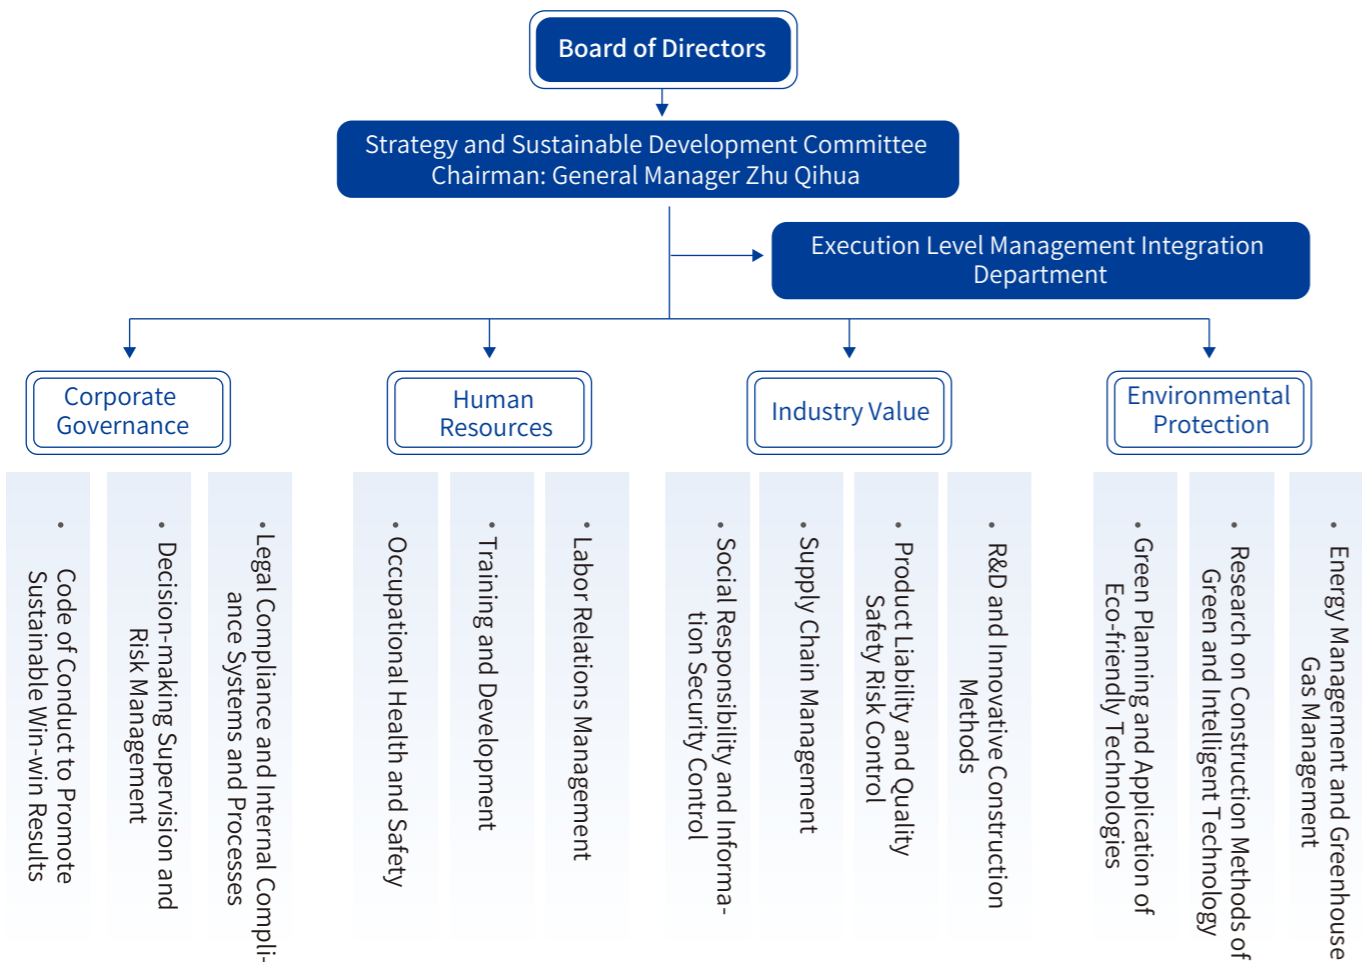 Board of Directors
Strategy and Sustainable Development Committee
Chairman: General Manager Zhu Qihua
Execution Level Management Integration
Department
Corporate
Governance
Human
Resources
Industry Value
Environmental
Protection
• Code of Conduct to Promote
Sustainable Win-win Results
• Decision-making Supervision and
Risk Management
• Legal Compliance and Internal Compli-
ance Systems and Processes
• Occupational Health and Safety
• Training and Development
• Labor Relations Management
• Social Responsibility and Informa-
tion Security Control
• Supply Chain Management
• Product Liability and Quality
Safety Risk Control
• R&D and Innovative Construction
Methods
• Green Planning and Application of
Eco-friendly Technologies
• Research on Construction Methods of
Green and Intelligent Technology
• Energy Management and Greenhouse
Gas Management